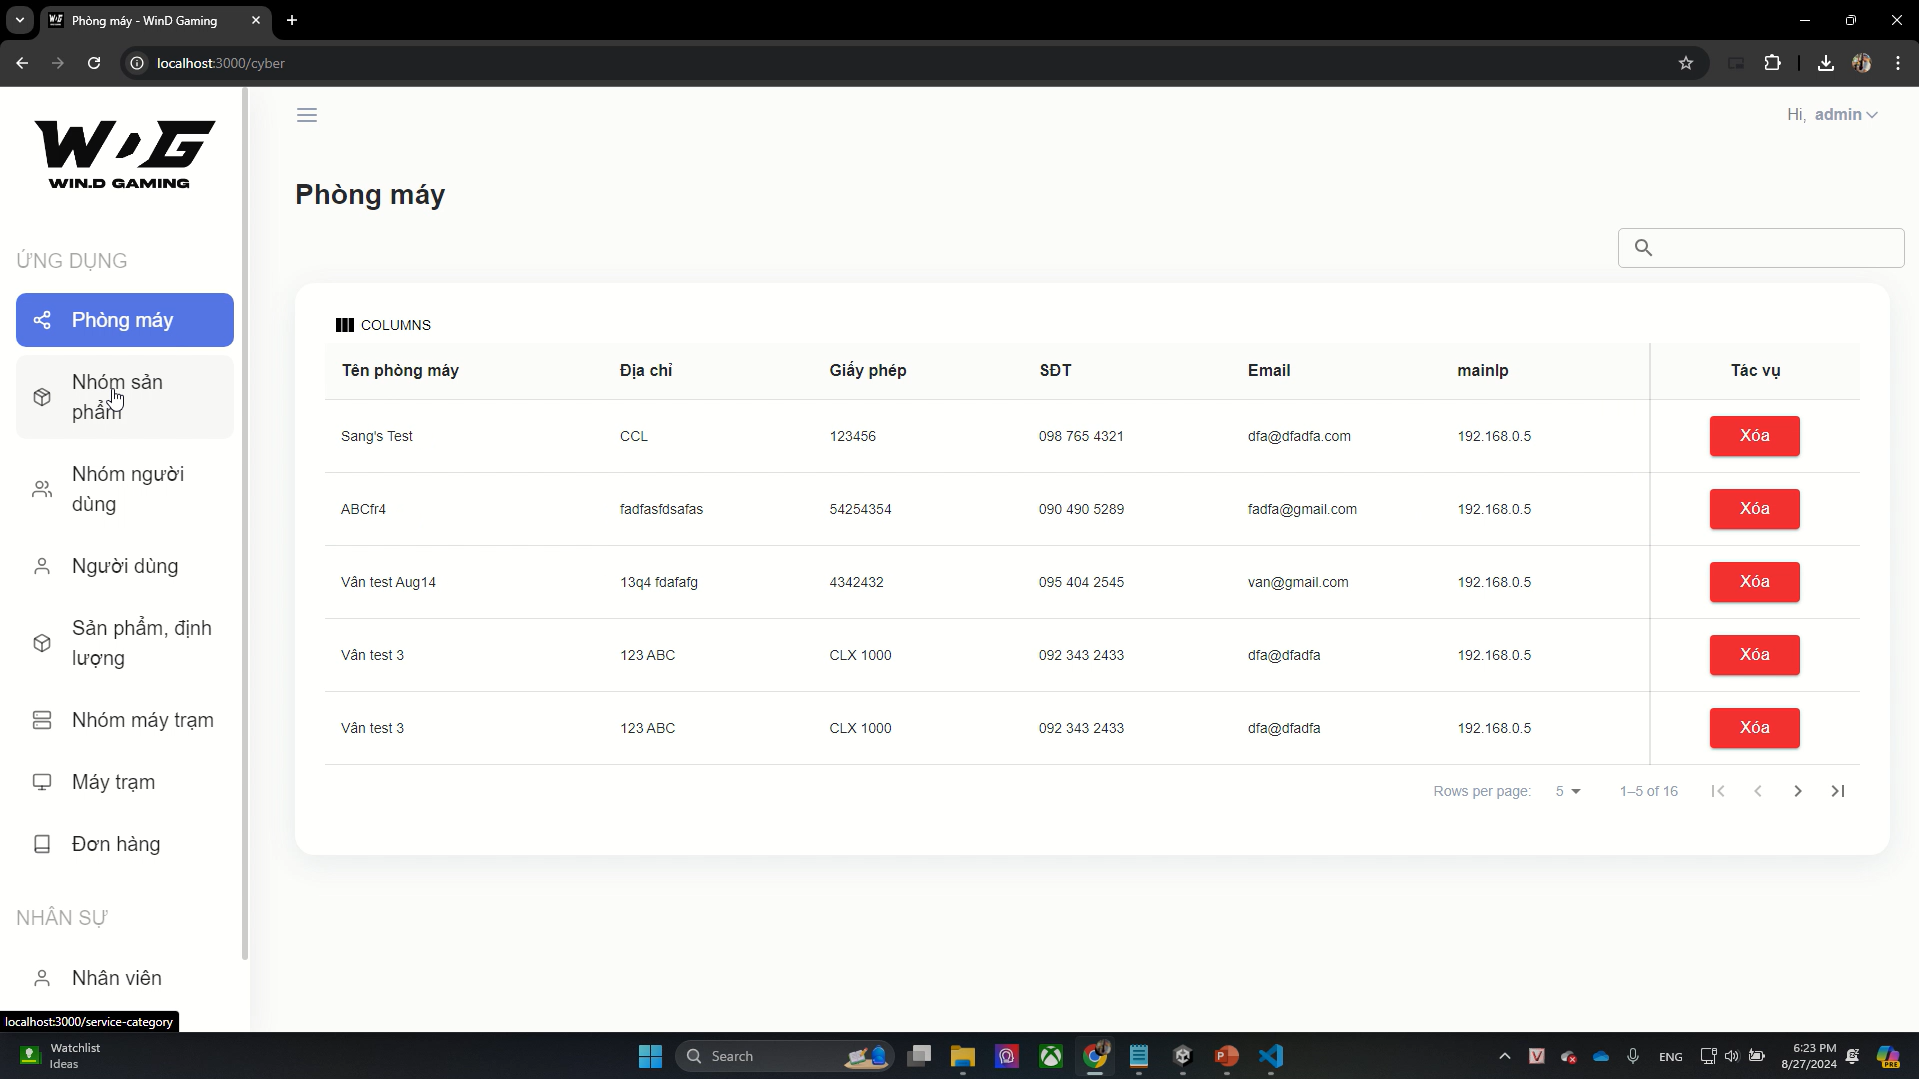 Phòng máy - WinD Gaming
localhost:3000/cyber
W G
WIN.D GAMING
Hi, admin
Phòng máy
ỨNG DỤNG
Phòng máy
Nhóm sản
phẩm
Nhóm người
dùng
Người dùng
Sản phẩm, định
lượng
Nhóm máy trạm
Máy trạm
Đơn hàng
NHÂN SỰ
Nhân viên
COLUMNS
Tên phòng máy Địa chỉ Giấy phép SĐT Email mainIp Tác vụ
Sang's Test CCL 123456 098 765 4321 dfa@dfadfa.com 192.168.0.5 Xóa
ABCfr4 fadfasfdsafas 54254354 090 490 5289 fadfa@gmail.com 192.168.0.5 Xóa
Vân test Aug14 13q4 fdafafg 4342432 095 404 2545 van@gmail.com 192.168.0.5 Xóa
Vân test 3 123 ABC CLX 1000 092 343 2433 dfa@dfadfa 192.168.0.5 Xóa
Vân test 3 123 ABC CLX 1000 092 343 2433 dfa@dfadfa 192.168.0.5 Xóa
Rows per page: 5 1–5 of 16
localhost:3000/service-category
Watchlist
Ideas
Search
ENG
6:23 PM
8/27/2024
PRE